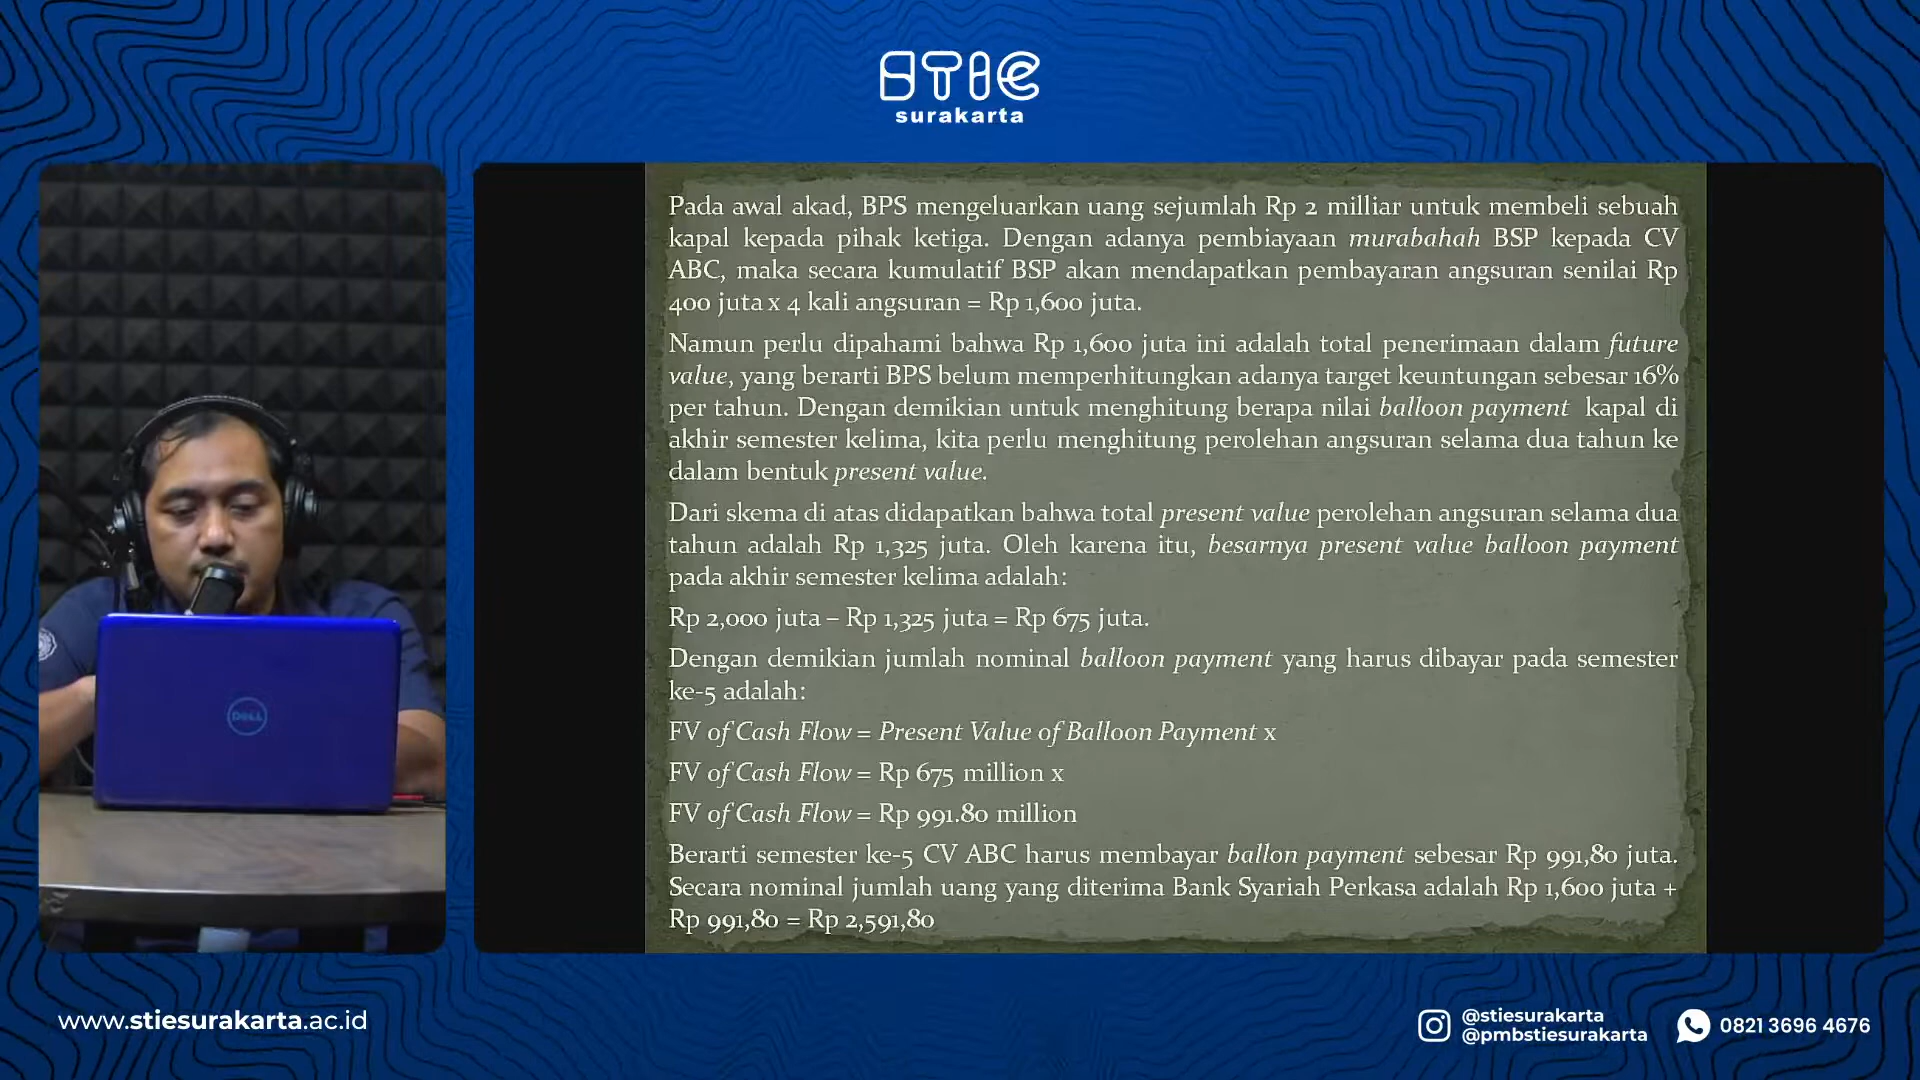 STIE
surakarta
Pada awal akad, BPS mengeluarkan uang sejumlah Rp 2 milliar untuk membeli sebuah
kapal kepada pihak ketiga. Dengan adanya pembiayaan murabahah BSP kepada CV
ABC, maka secara kumulatif BSP akan mendapatkan pembayaran angsuran senilai Rp
400 juta x 4 kali angsuran = Rp 1,600 juta.
Namun perlu dipahami bahwa Rp 1,600 juta ini adalah total penerimaan dalam future
value, yang berarti BPS belum memperhitungkan adanya target keuntungan sebesar 16%
per tahun. Dengan demikian untuk menghitung berapa nilai balloon payment kapal di
akhir semester kelima, kita perlu menghitung perolehan angsuran selama dua tahun ke
dalam bentuk present value.
Dari skema di atas didapatkan bahwa total present value perolehan angsuran selama dua
tahun adalah Rp 1,325 juta. Oleh karena itu, besarnya present value balloon payment
pada akhir semester kelima adalah:
Rp 2,000 juta – Rp 1,325 juta = Rp 675 juta.
Dengan demikian jumlah nominal balloon payment yang harus dibayar pada semester
ke-5 adalah:
FV of Cash Flow = Present Value of Balloon Payment x
FV of Cash Flow = Rp 675 million x
FV of Cash Flow = Rp 991.80 million
Berarti semester ke-5 CV ABC harus membayar ballon payment sebesar Rp 991,80 juta.
Secara nominal jumlah uang yang diterima Bank Syariah Perkasa adalah Rp 1,600 juta +
Rp 991,80 = Rp 2,591,80
DELL
www.stiesurakarta.ac.id
@stiesurakarta
@pmbstiesurakarta
0821 3696 4676